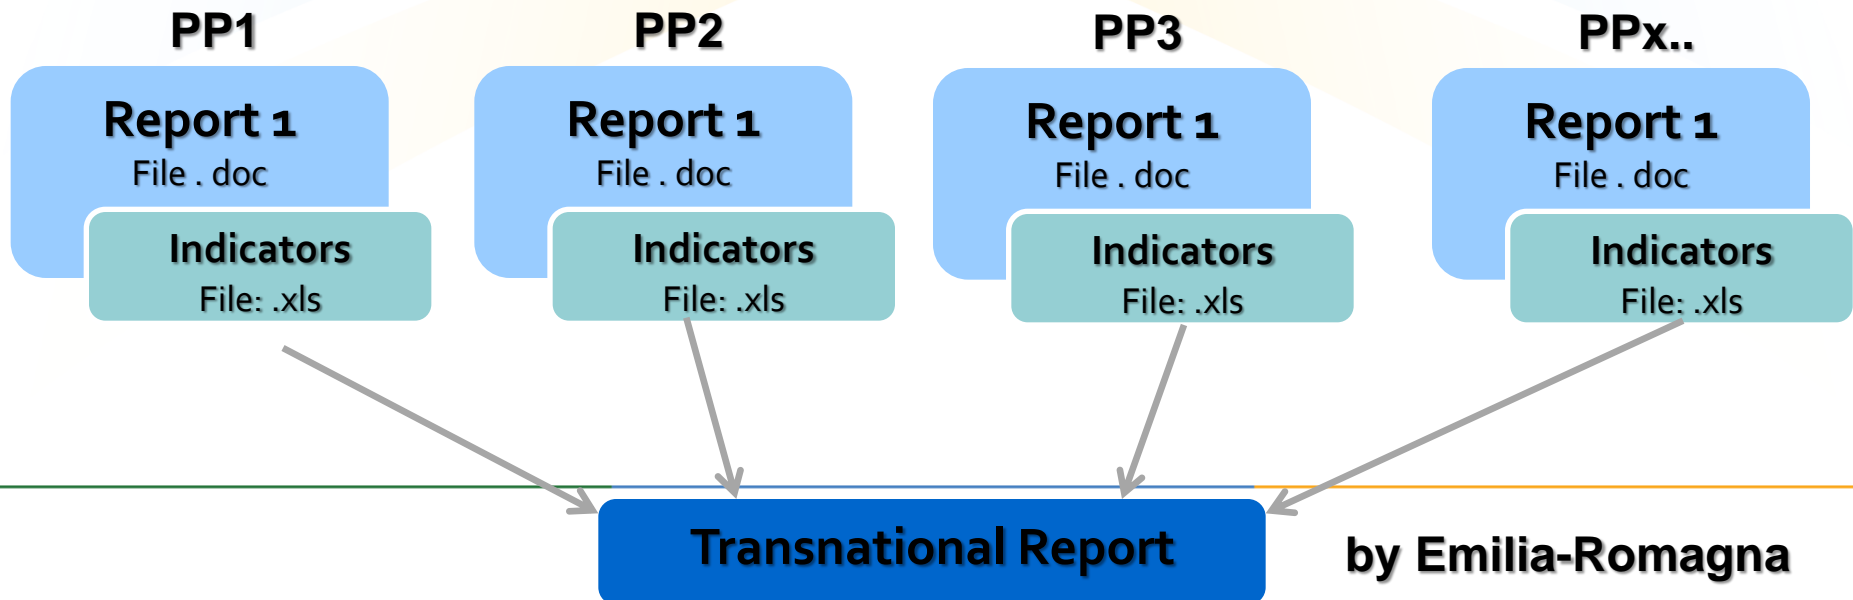 PP1
PP2
PP3
PPx..
Report 1
File . doc
Indicators
File: .xls
Report 1
File . doc
Indicators
File: .xls
Report 1
File . doc
Indicators
File: .xls
Report 1
File . doc
Indicators
File: .xls
Transnational Report
by Emilia-Romagna